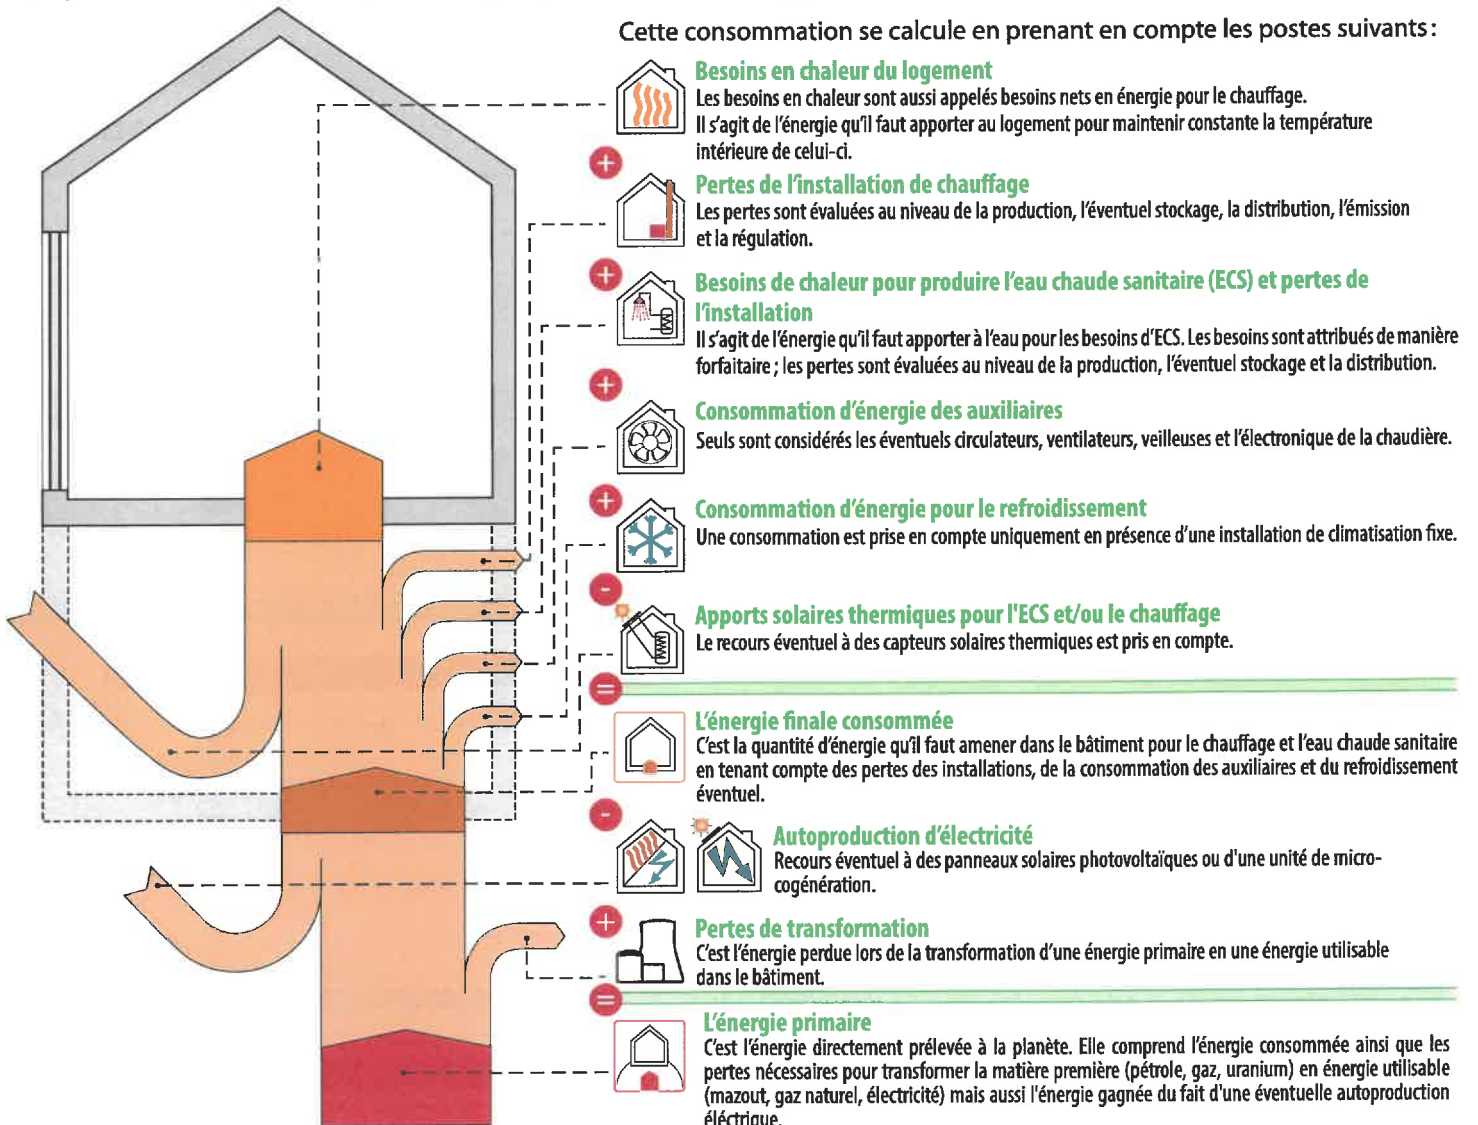 Cette consommation se calcule en prenant en compte les postes suivants :
Besoins en chaleur du logement
Les besoins en chaleur sont aussi appelés besoins nets en énergie pour le chauffage.
Il s'agit de l'énergie qu'il faut apporter au logement pour maintenir constante la température
intérieure de celui-ci.
+
Pertes de l'installation de chauffage
Les pertes sont évaluées au niveau de la production, l'éventuel stockage, la distribution, l'émission
et la régulation.
+
Besoins de chaleur pour produire l'eau chaude sanitaire (ECS) et pertes de
l'installation
Il s'agit de l'énergie qu'il faut apporter à l'eau pour les besoins d'ECS. Les besoins sont attribués de manière
forfaitaire ; les pertes sont évaluées au niveau de la production, l'éventuel stockage et la distribution.
+
Consommation d'énergie des auxiliaires
Seuls sont considérés les éventuels circulateurs, ventilateurs, veilleuses et l'électronique de la chaudière.
+
Consommation d'énergie pour le refroidissement
Une consommation est prise en compte uniquement en présence d'une installation de climatisation fixe.
-
Apports solaires thermiques pour l'ECS et/ou le chauffage
Le recours éventuel à des capteurs solaires thermiques est pris en compte.
=
L'énergie finale consommée
C'est la quantité d'énergie qu'il faut amener dans le bâtiment pour le chauffage et l'eau chaude sanitaire
en tenant compte des pertes des installations, de la consommation des auxiliaires et du refroidissement
éventuel.
-
Autoproduction d'électricité
Recours éventuel à des panneaux solaires photovoltaïques ou d'une unité de micro-
cogénération.
+
Pertes de transformation
C'est l'énergie perdue lors de la transformation d'une énergie primaire en une énergie utilisable
dans le bâtiment.
=
L'énergie primaire
C'est l'énergie directement prélevée à la planète. Elle comprend l'énergie consommée ainsi que les
pertes nécessaires pour transformer la matière première (pétrole, gaz, uranium) en énergie utilisable
(mazout, gaz naturel, électricité) mais aussi l'énergie gagnée du fait d'une éventuelle autoproduction
éléctrique.